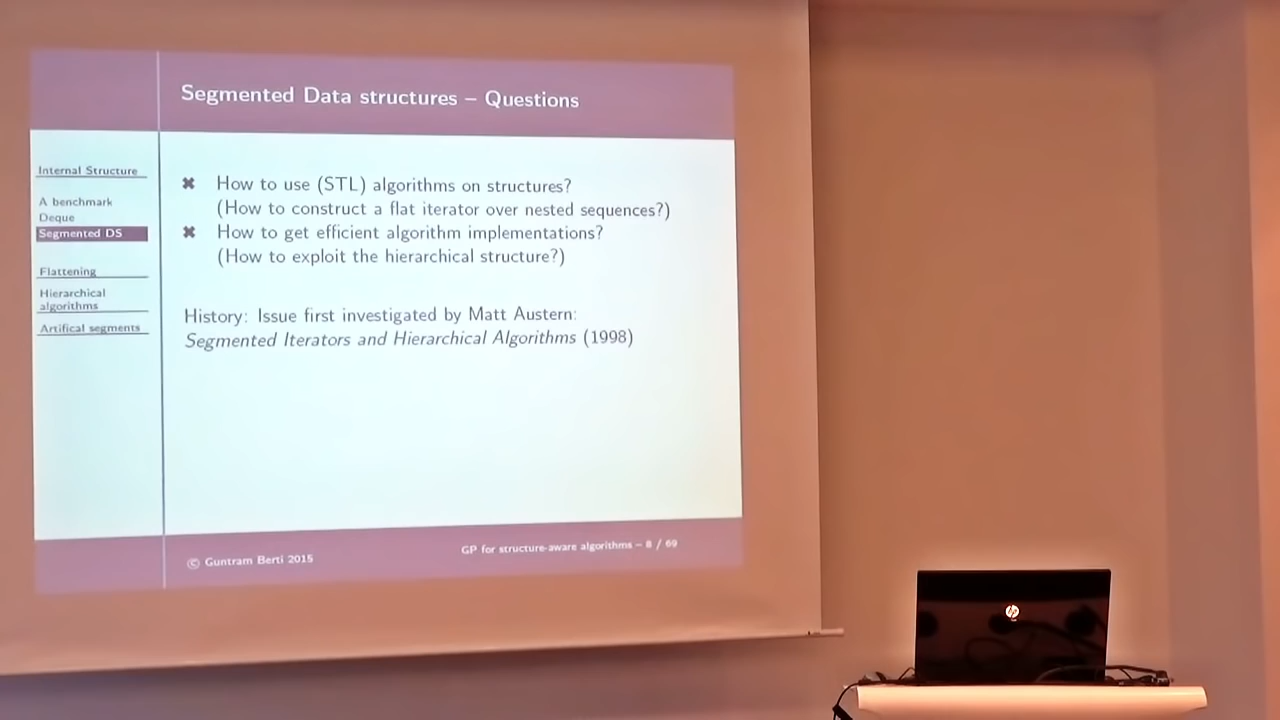 Segmented Data structures – Questions
Internal Structure
A benchmark
Deque
Segmented DS
Flattening
Hierarchical
algorithms
Artifical segments
✖ How to use (STL) algorithms on structures?
(How to construct a flat iterator over nested sequences?)
✖ How to get efficient algorithm implementations?
(How to exploit the hierarchical structure?)
History: Issue first investigated by Matt Austern:
Segmented Iterators and Hierarchical Algorithms (1998)
© Guntram Berti 2015
GP for structure-aware algorithms – 8 / 69
hp